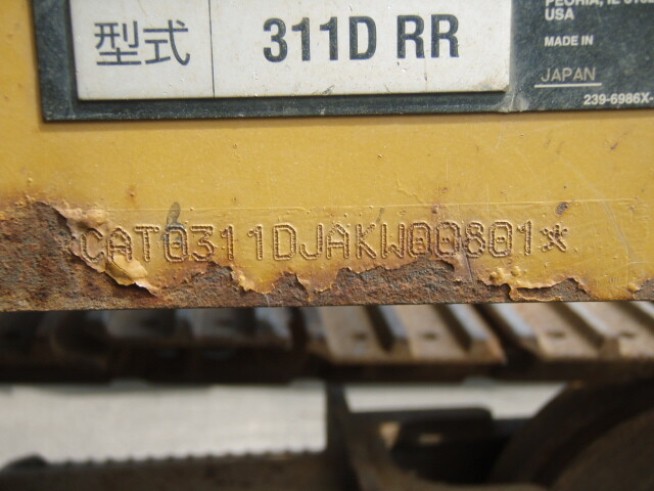 型式 311D RR
PEORIA, IL
USA
MADE IN
JAPAN
239-6986X-
CAT0311DJAKW00801*